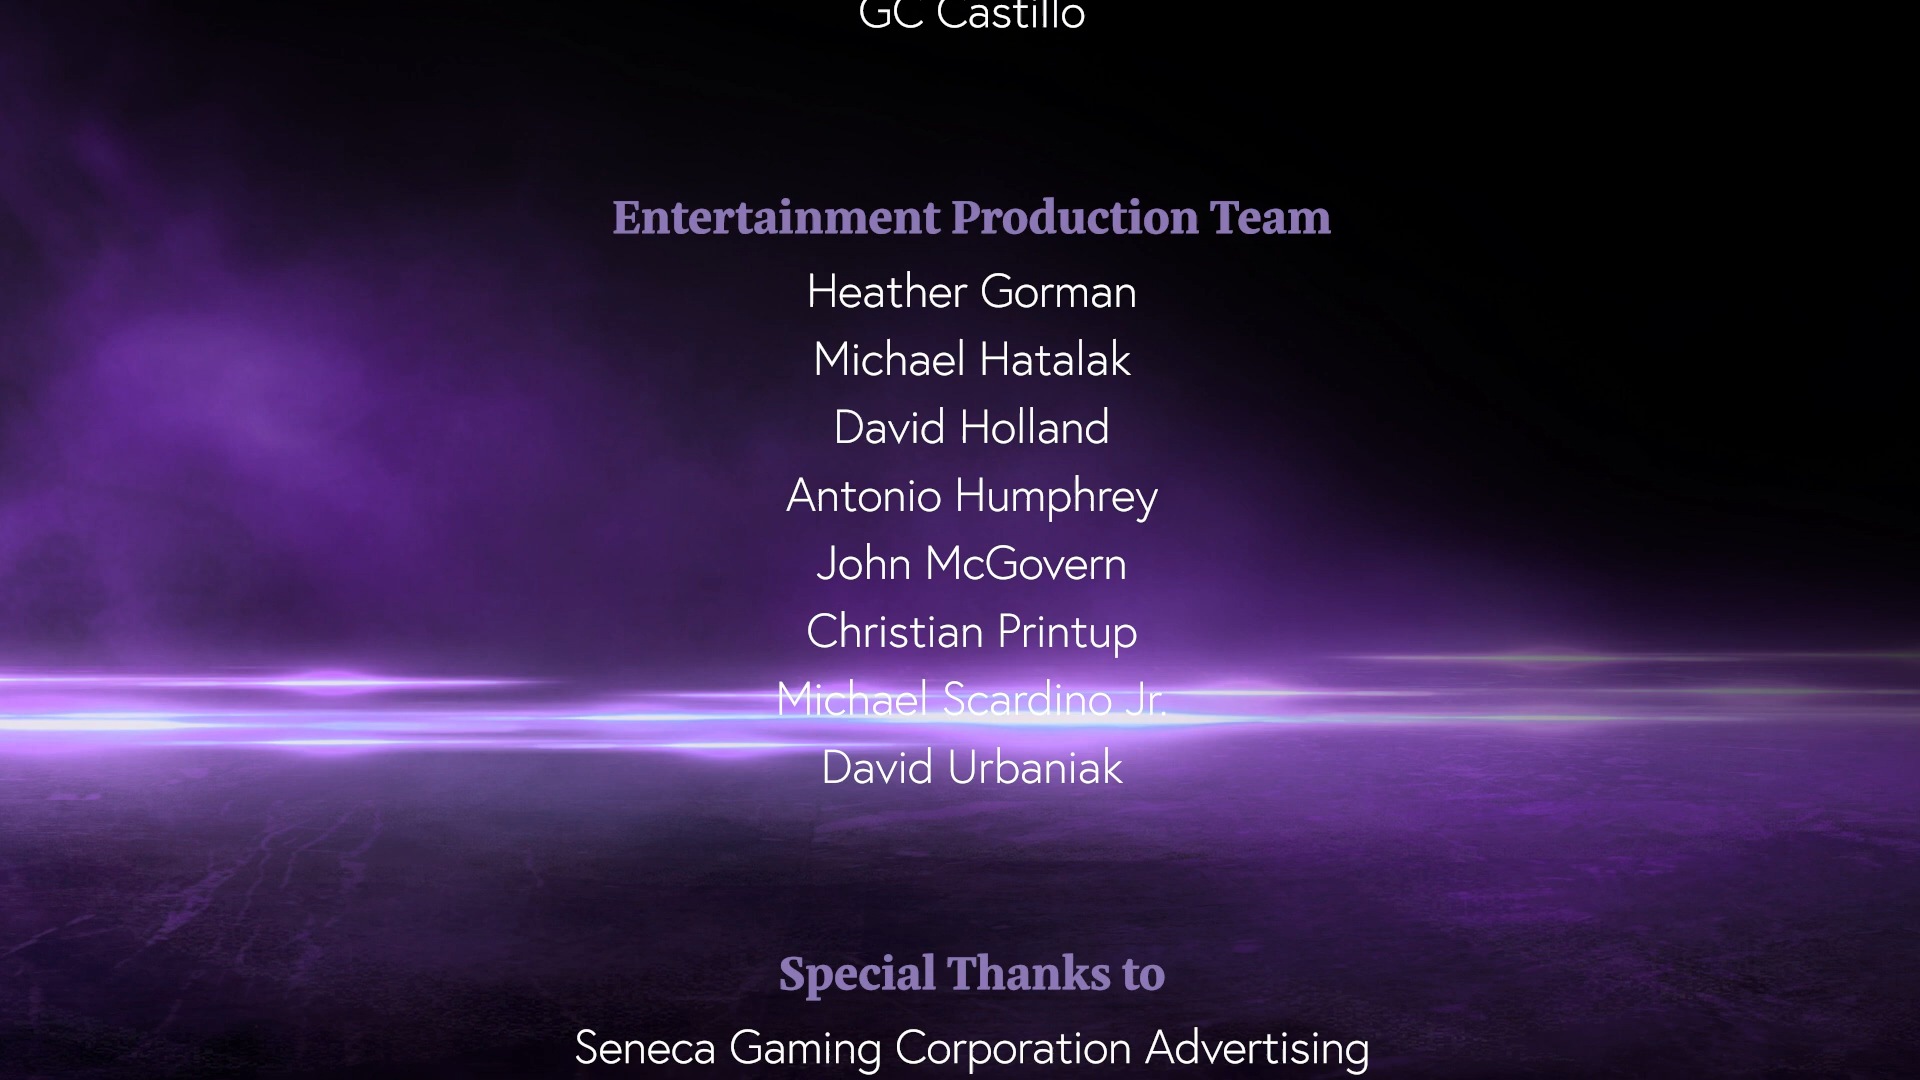 GC Castillo
Entertainment Production Team
Heather Gorman
Michael Hatalak
David Holland
Antonio Humphrey
John McGovern
Christian Printup
Michael Scardino Jr.
David Urbaniak
Special Thanks to
Seneca Gaming Corporation Advertising